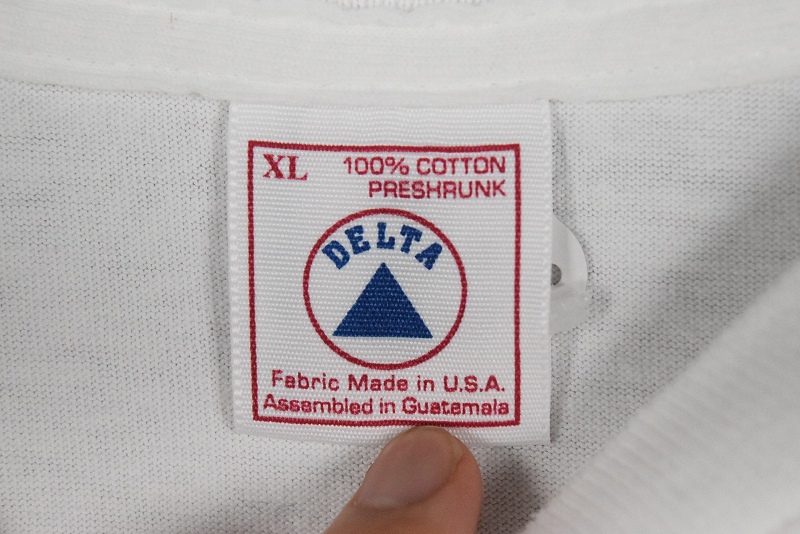 XL
100% COTTON
PRESHRUNK
DELTA
Fabric Made in U.S.A.
Assembled in Guatemala